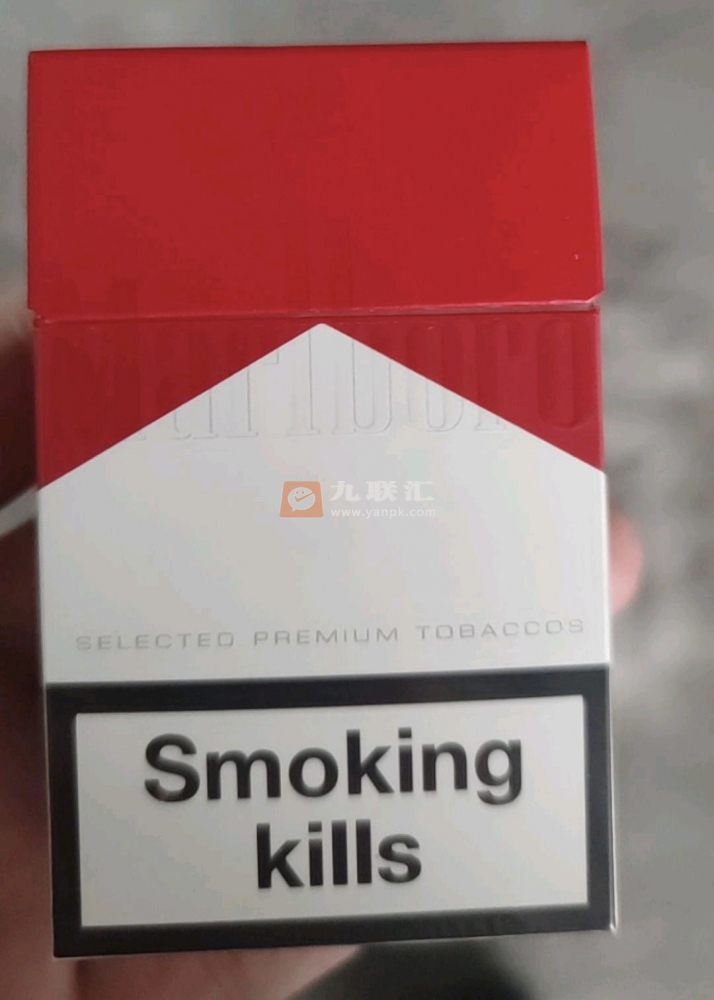 Marlboro
九联汇
www.yanpk.com
SELECTED PREMIUM TOBACCOS
Smoking
kills